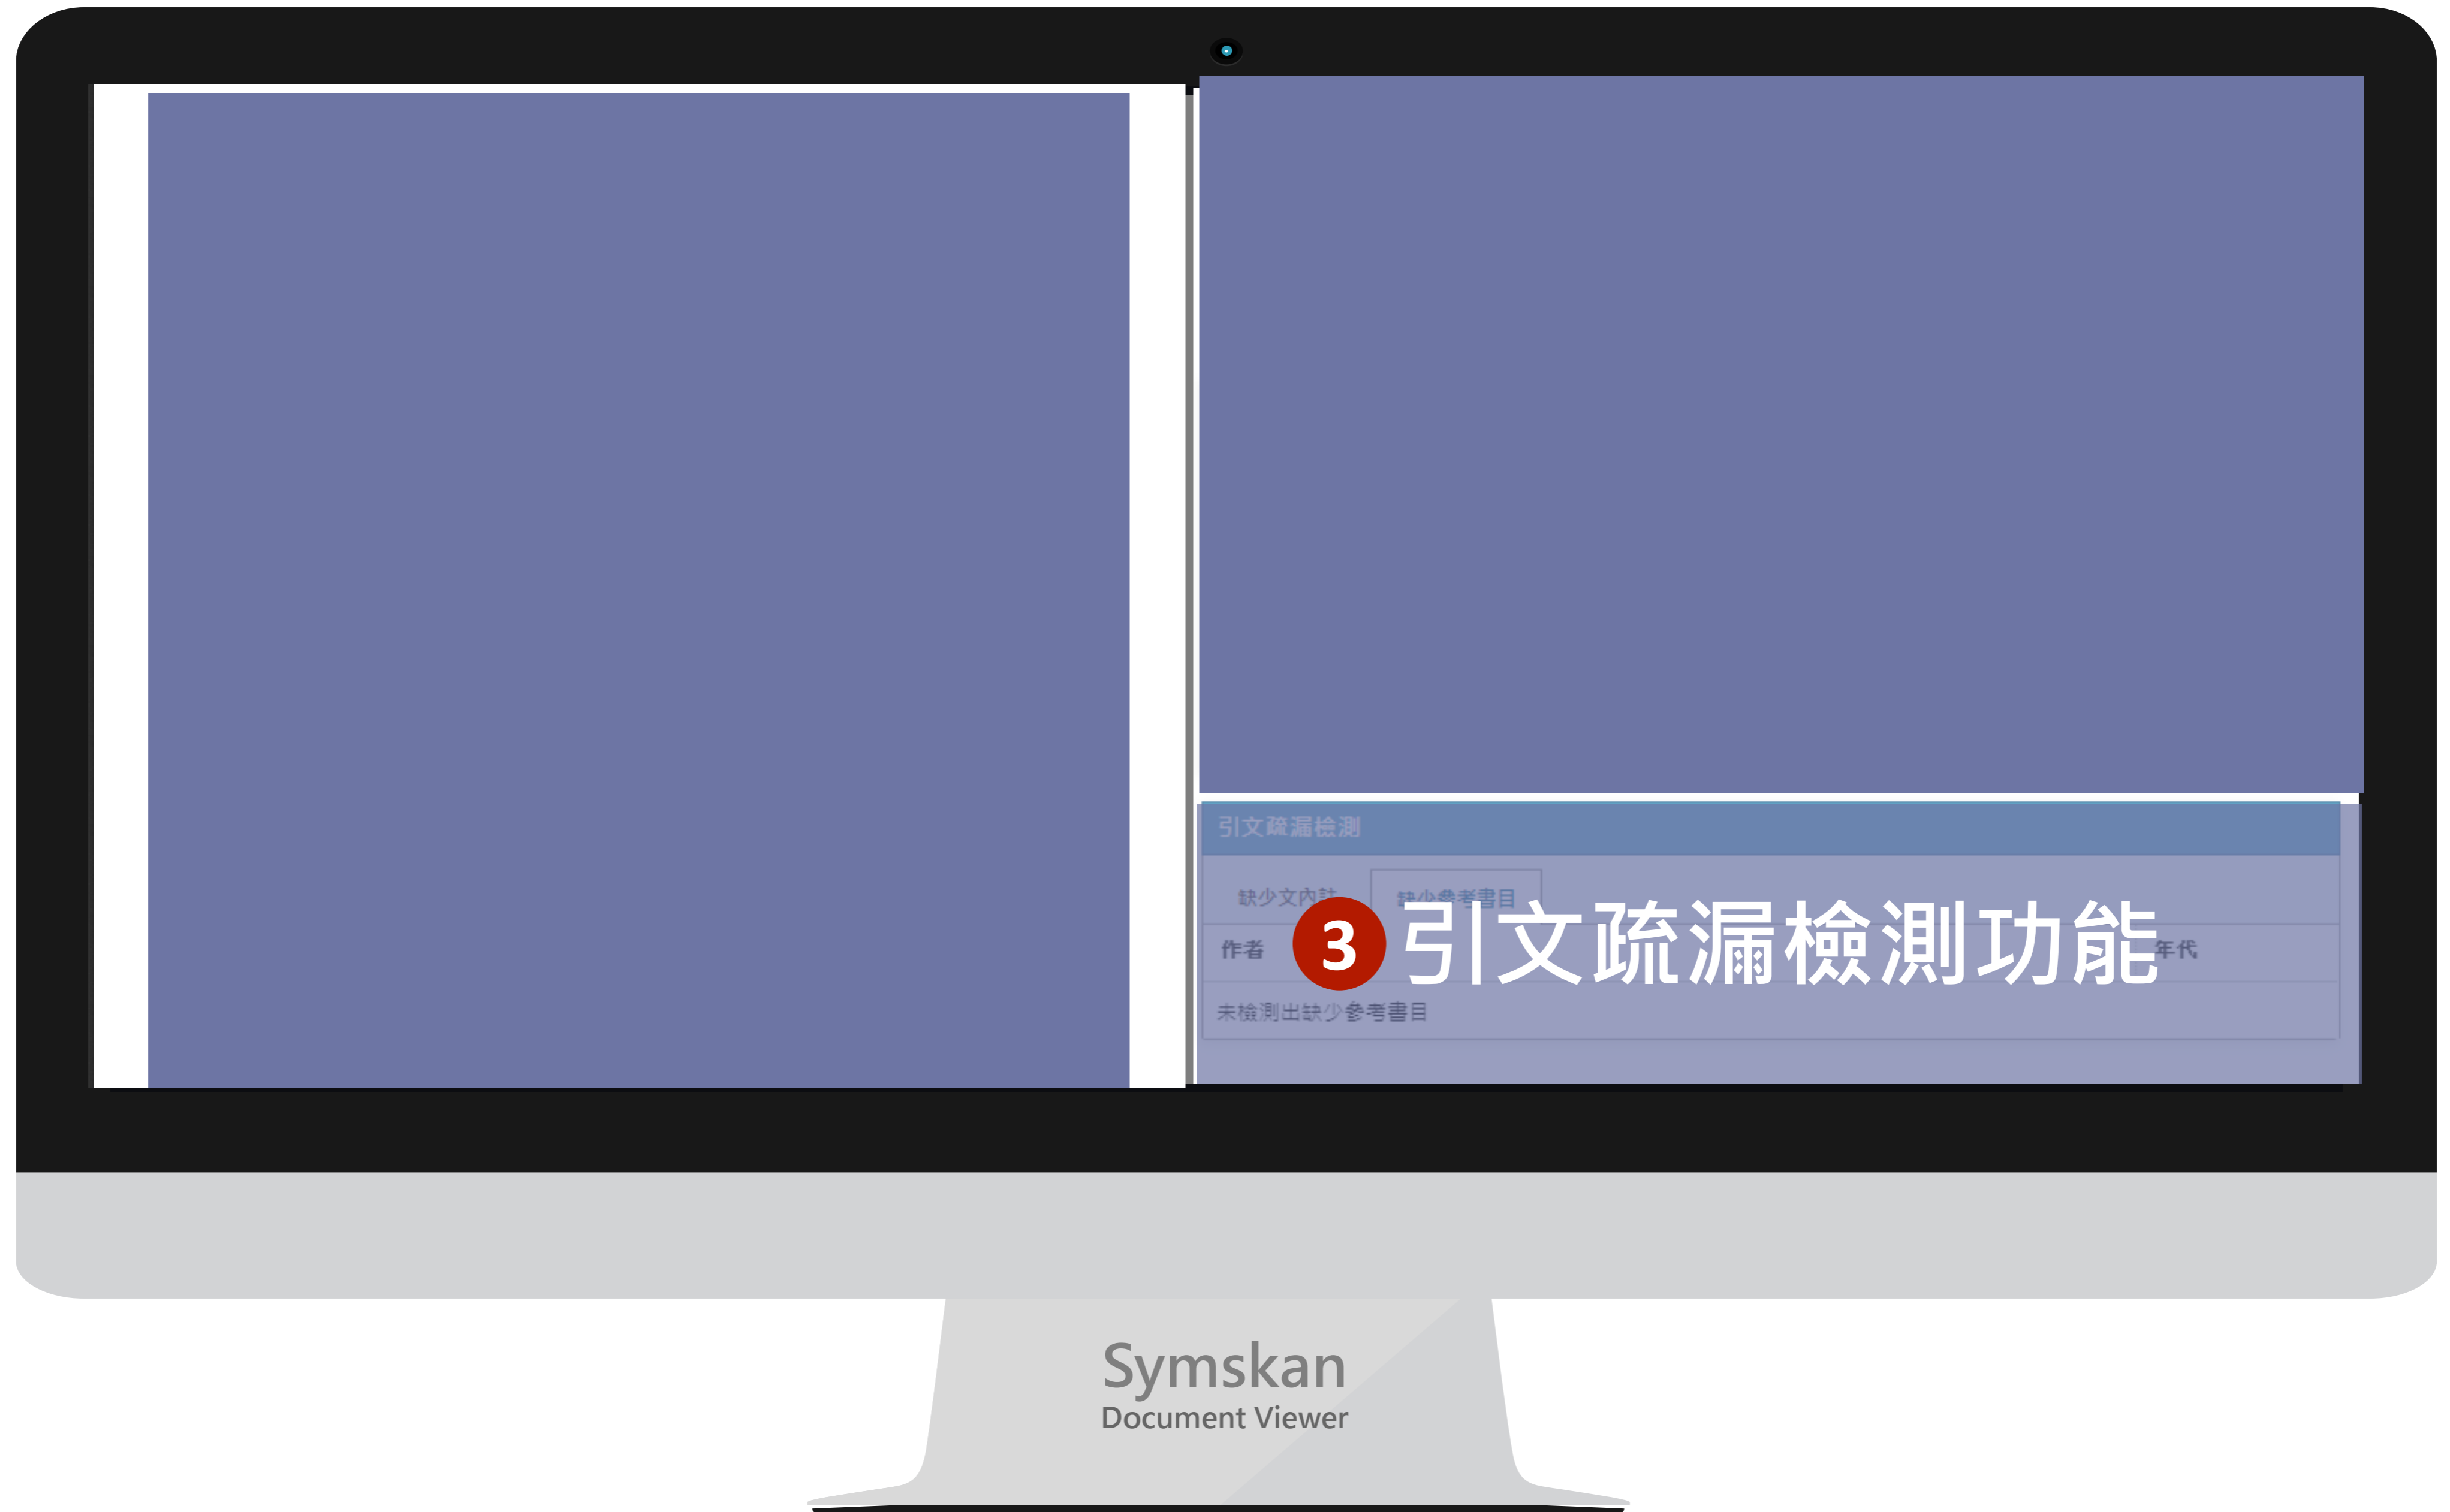 引文疏漏檢測
缺少文內註 缺少參考書目
作者 年代
3 引文疏漏檢測功能
未檢測出缺少參考書目
Symskan
Document Viewer